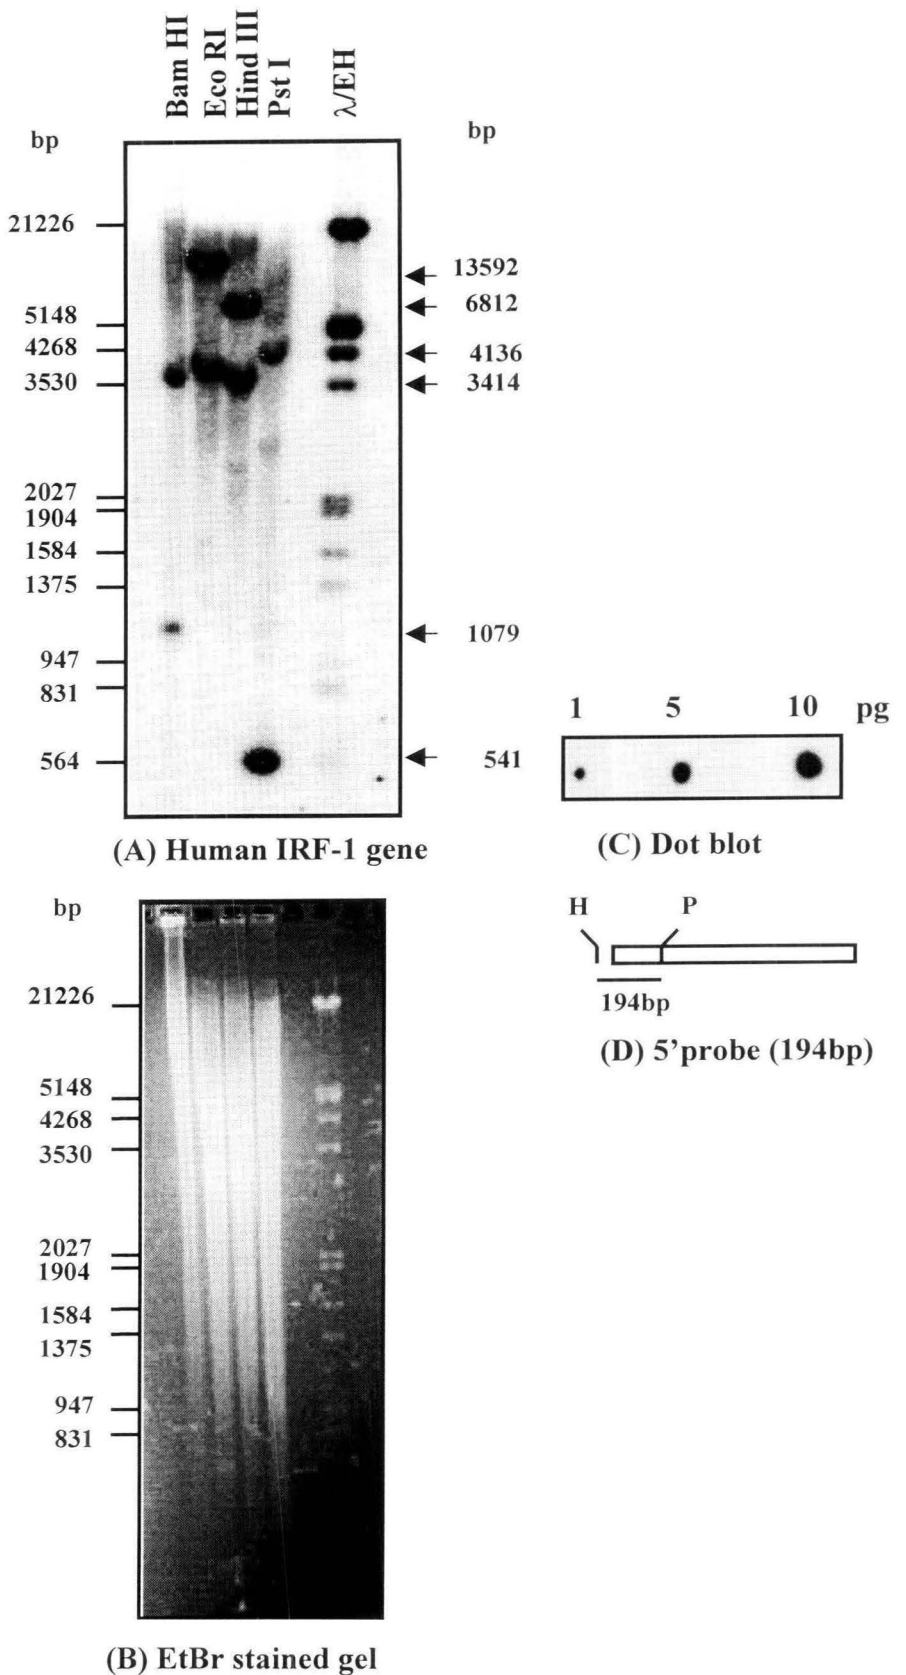 Bam HI
Eco RI
Hind III
Pst I
λ/EH
bp
bp
21226
5148
4268
3530
2027
1904
1584
1375
947
831
564
13592
6812
4136
3414
1079
541
(A) Human IRF-1 gene
1 5 10 pg
(C) Dot blot
H P
194bp
(D) 5'probe (194bp)
bp
21226
5148
4268
3530
2027
1904
1584
1375
947
831
(B) EtBr stained gel